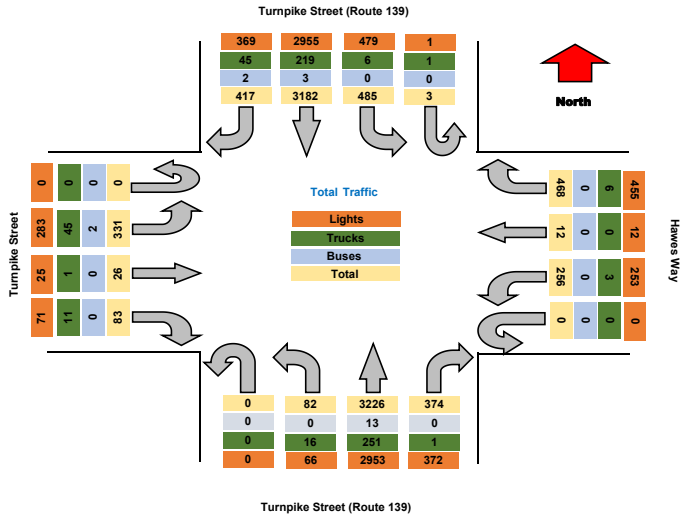 Turnpike Street (Route 139)
369 2955 479 1
45 219 6 1
2 3 0 0
417 3182 485 3
North
0 0 0 0
283 45 2 331
25 1 0 26
71 11 0 83
Turnpike Street
Total Traffic
Lights
Trucks
Buses
Total
468 0 6 455
12 0 0 12
256 0 3 253
0 0 0 0
Hawes Way
0 82 3226 374
0 0 13 0
0 16 251 1
0 66 2953 372
Turnpike Street (Route 139)